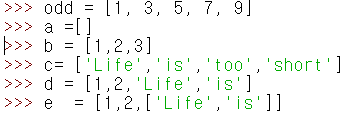 >>> odd = [1, 3, 5, 7, 9]
>>> a =[]
>>> b = [1,2,3]
>>> c= ['Life','is','too','short']
>>> d = [1,2,'Life','is']
>>> e  = [1,2,['Life','is']]